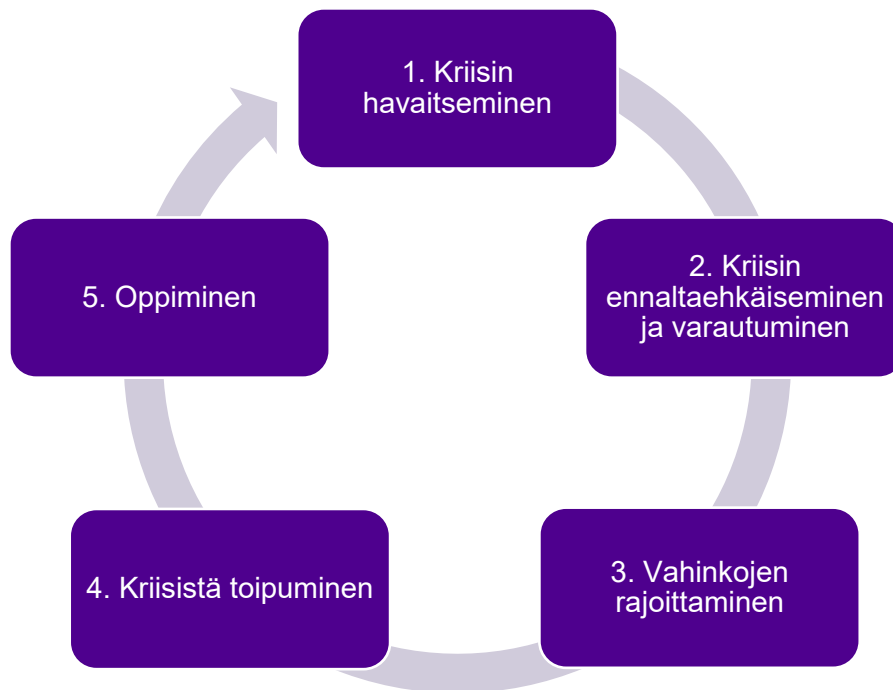 1. Kriisin
havaitseminen
2. Kriisin
ennaltaehkäiseminen
ja varautuminen
3. Vahinkojen
rajoittaminen
4. Kriisistä toipuminen
5. Oppiminen